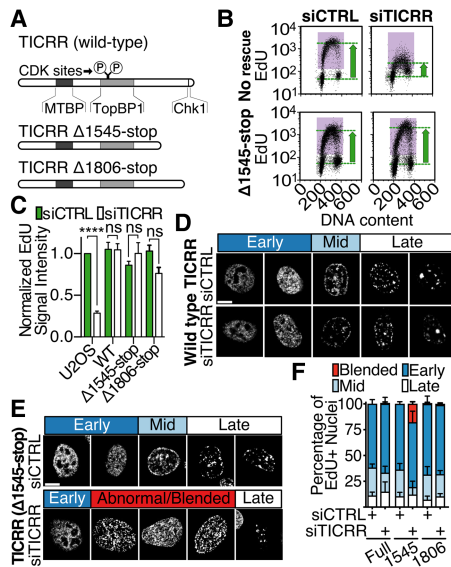 A
TICRR (wild-type)
CDK sites
P P
MTBP TopBP1 Chk1
TICRR Δ1545-stop
TICRR Δ1806-stop
B
siCTRL siTICRR
No rescue
EdU
10⁴
10³
10²
10¹
Δ1545-stop
EdU
10⁴
10³
10²
10¹
0 200 400 600 0 200 400 600
DNA content
C
siCTRL siTICRR
Normalized EdU
Signal Intensity
**** ns ns ns
1.0
0.5
0.0
U2OS WT Δ1545-stop Δ1806-stop
D
Early Mid Late
Wild type TICRR
siTICRR siCTRL
E
Early Mid Late
TICRR (Δ1545-stop)
siTICRR siCTRL
Early Abnormal/Blended Late
F
Blended Early
Mid Late
Percentage of
EdU+ Nuclei
100
75
50
25
0
siCTRL + + +
siTICRR + + +
Full 1545 1806